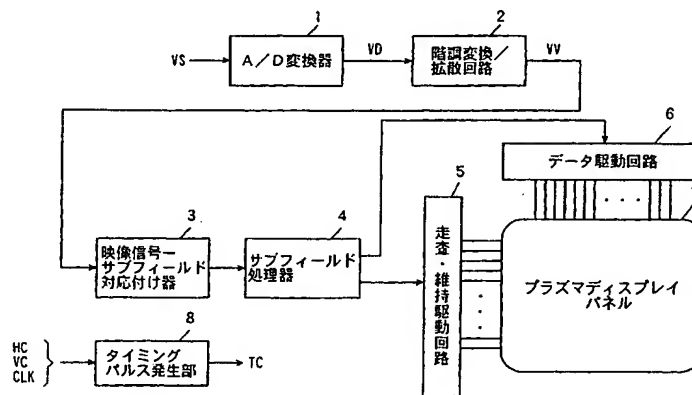 1
2
VS
A/D変換器
VD
階調変換/
拡散回路
VV
6
データ駆動回路
5
3
4
映像信号ー
サブフィールド
対応付け器
サブフィールド
処理器
走査・維持駆動回路
プラズマディスプレイ
パネル
8
HC
VC
CLK
タイミング
パルス発生部
TC